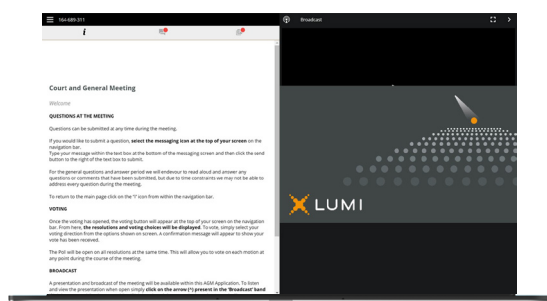 164-689-311
Broadcast
i
Court and General Meeting
Welcome
QUESTIONS AT THE MEETING
Questions can be submitted at any time during the meeting.
If you would like to submit a question, select the messaging icon at the top of your screen on the
navigation bar.
Type your message within the text box at the bottom of the messaging screen and then click the send
button to the right of the text box to submit.
For the general questions and answer period we will endeavour to read aloud and answer any
questions or comments that have been submitted, but due to time constraints we may not be able to
address every question during the meeting.
To return to the main page click on the "i" icon from within the navigation bar.
VOTING
Once the voting has opened, the voting button will appear at the top of your screen on the navigation
bar. From here, the resolutions and voting choices will be displayed. To vote, simply select your
voting direction from the options shown on screen. A confirmation message will appear to show your
vote has been received.
The Poll will be open on all resolutions at the same time. This will allow you to vote on each motion at
any point during the course of the meeting.
BROADCAST
A presentation and broadcast of the meeting will be available within this ASM Application. To listen
and view the presentation when open simply click on the arrow (^) present in the 'Broadcast' band
LUMI